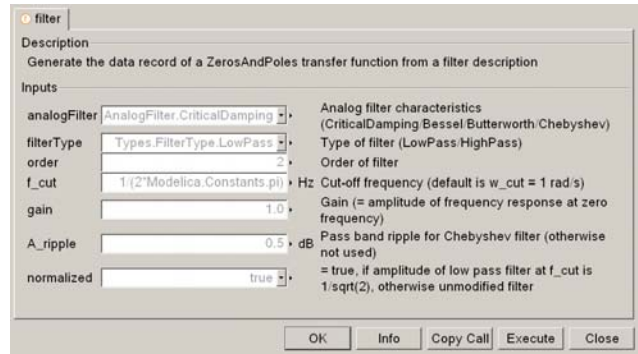 filter
Description
Generate the data record of a ZerosAndPoles transfer function from a filter description
Inputs
analogFilter AnalogFilter.CriticalDamping Analog filter characteristics
(CriticalDamping/Bessel/Butterworth/Chebyshev)
filterType Types.FilterType.LowPass Type of filter (LowPass/HighPass)
order 2 Order of filter
f_cut 1/(2*Modelica.Constants.pi) Hz Cut-off frequency (default is w_cut = 1 rad/s)
gain 1.0 Gain (= amplitude of frequency response at zero
frequency)
A_ripple 0.5 dB Pass band ripple for Chebyshev filter (otherwise
not used)
normalized true = true, if amplitude of low pass filter at f_cut is
1/sqrt(2), otherwise unmodified filter
OK Info Copy Call Execute Close